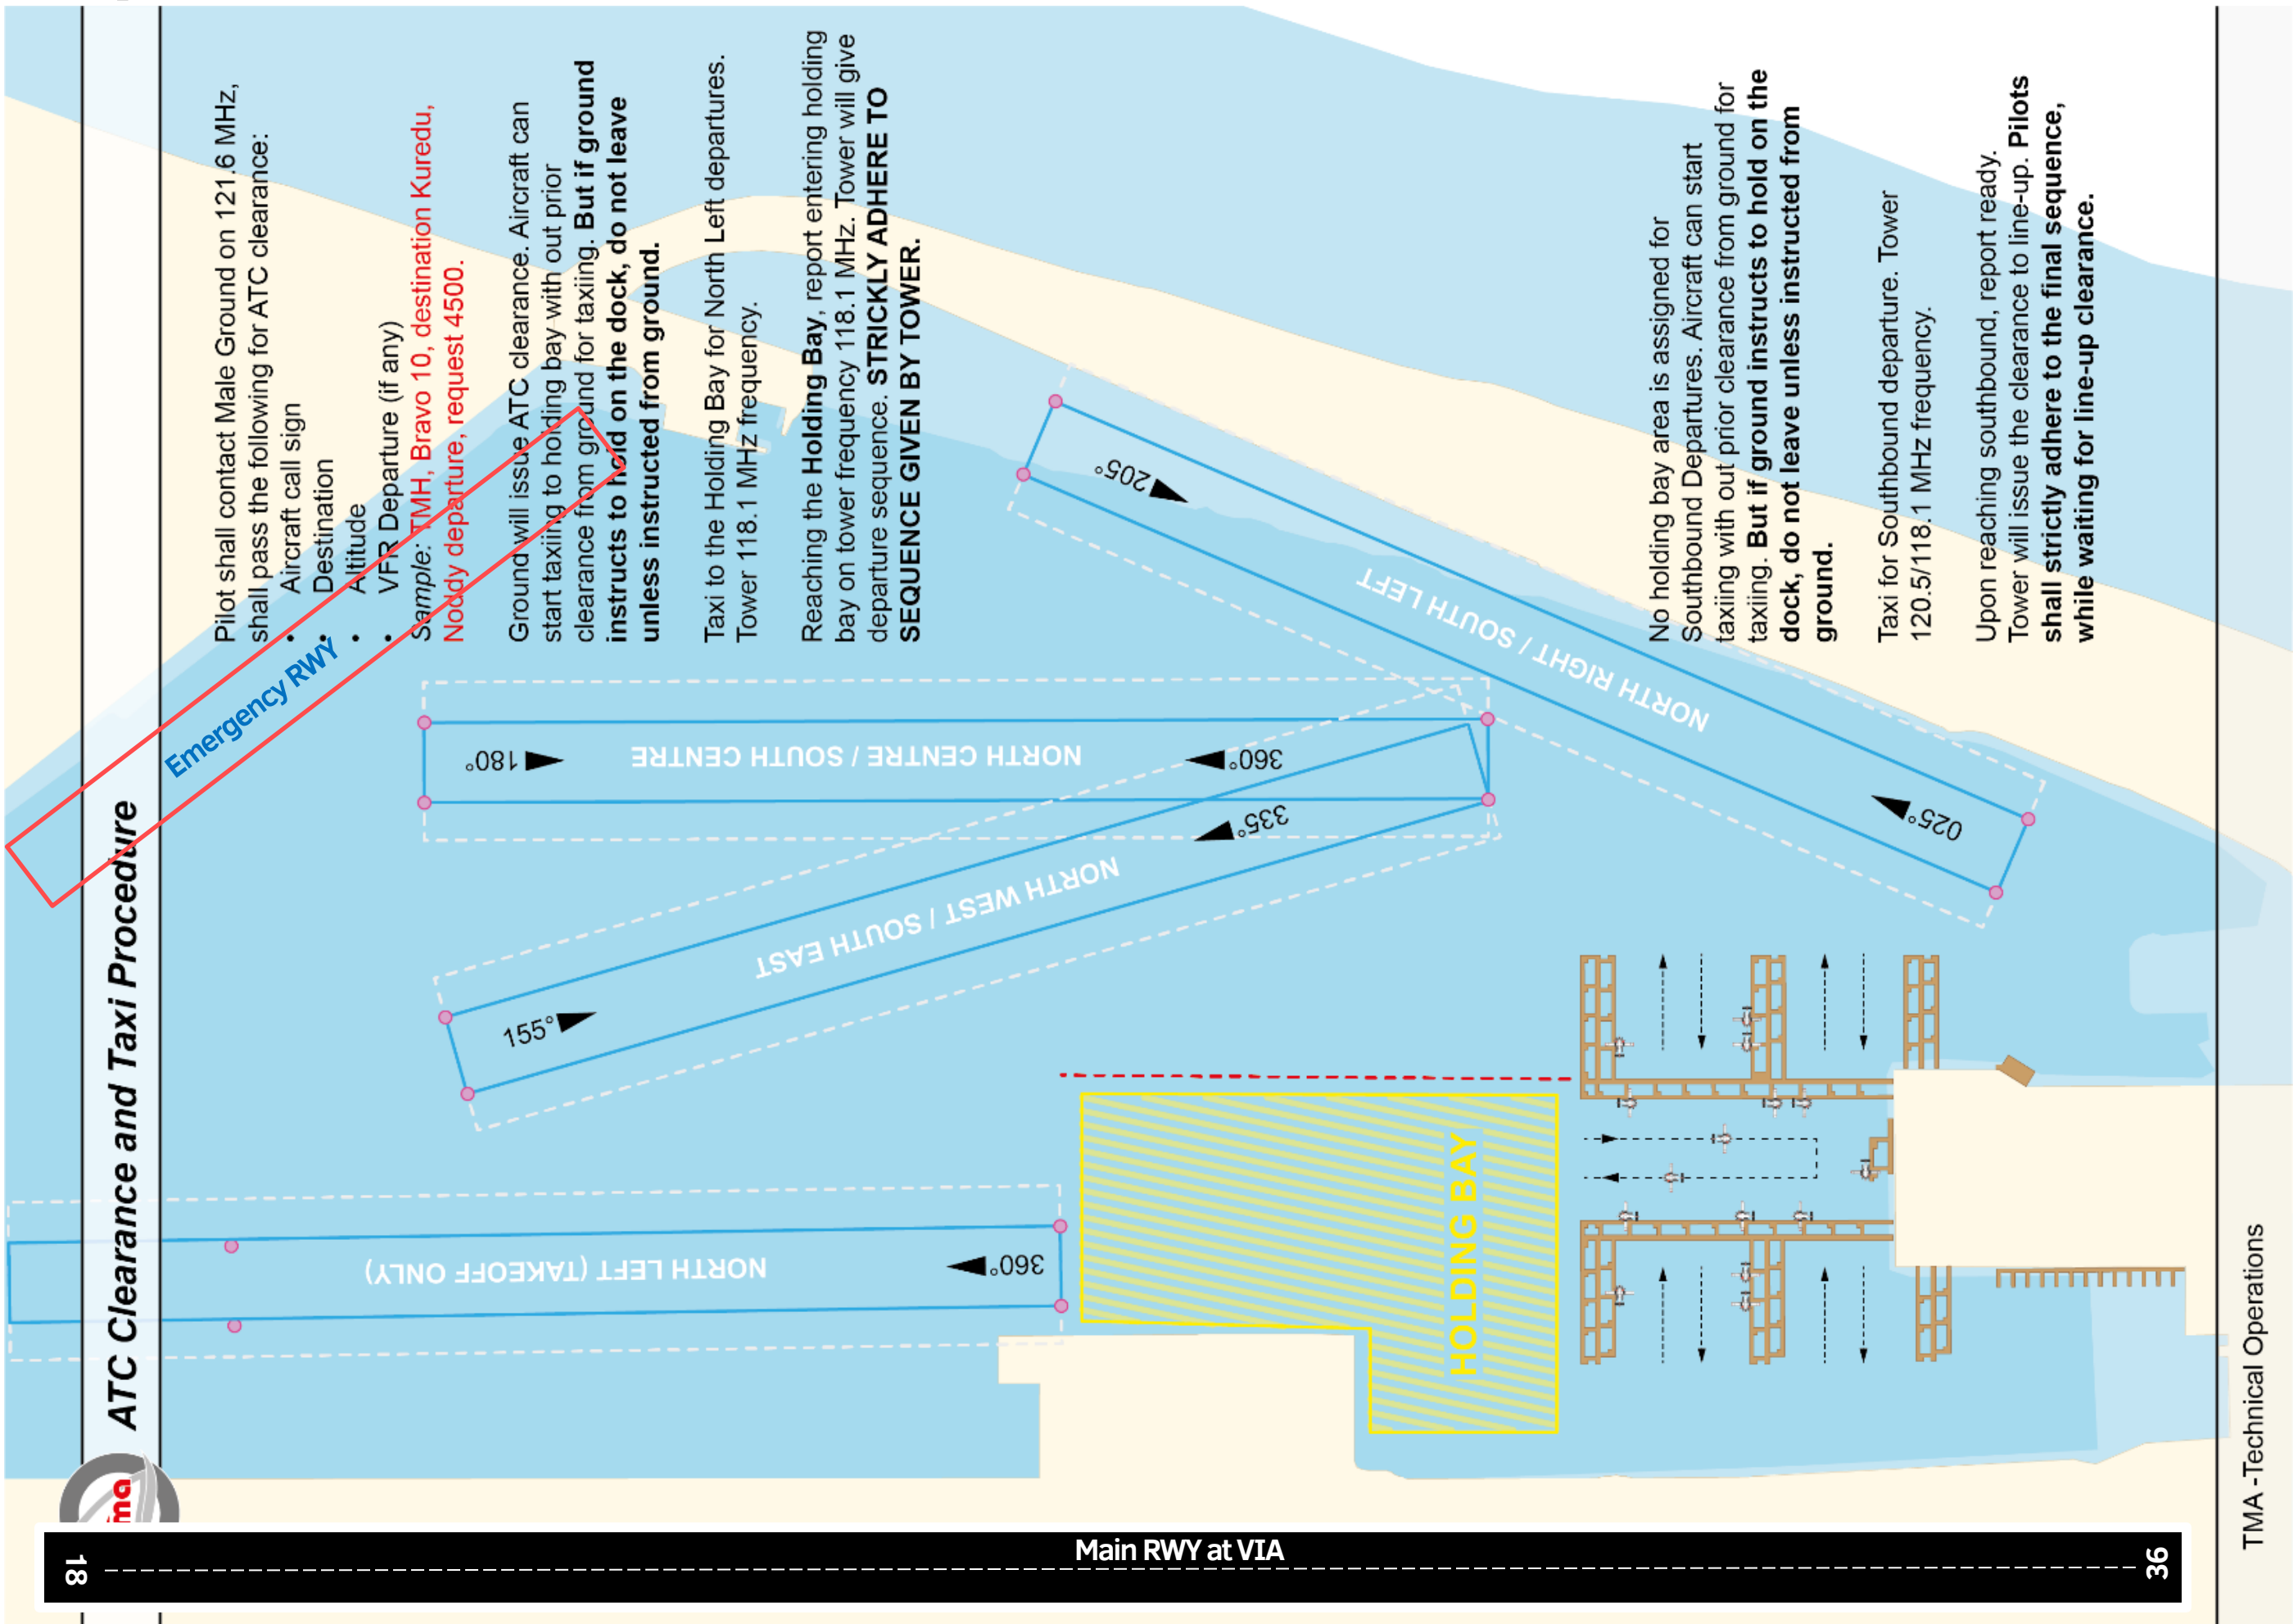 ATC Clearance and Taxi Procedure
ma
Pilot shall contact Male Ground on 121.6 MHz,
shall pass the following for ATC clearance:
• Aircraft call sign
• Destination
• Altitude
• VFR Departure (if any)
Sample: TMH, Bravo 10, destination Kuredu,
Noddy departure, request 4500.
Ground will issue ATC clearance. Aircraft can
start taxiing to holding bay with out prior
clearance from ground for taxiing. But if ground
instructs to hold on the dock, do not leave
unless instructed from ground.
Taxi to the Holding Bay for North Left departures.
Tower 118.1 MHz frequency.
Reaching the Holding Bay, report entering holding
bay on tower frequency 118.1 MHz. Tower will give
departure sequence. STRICKLY ADHERE TO
SEQUENCE GIVEN BY TOWER.
No holding bay area is assigned for
Southbound Departures. Aircraft can start
taxiing with out prior clearance from ground for
taxiing. But if ground instructs to hold on the
dock, do not leave unless instructed from
ground.
Taxi for Southbound departure. Tower
120.5/118.1 MHz frequency.
Upon reaching southbound, report ready.
Tower will issue the clearance to line-up. Pilots
shall strictly adhere to the final sequence,
while waiting for line-up clearance.
Emergency RWY
180°
NORTH CENTRE / SOUTH CENTRE
360°
335°
NORTH WEST / SOUTH EAST
155°
205°
NORTH RIGHT / SOUTH LEFT
025°
NORTH LEFT (TAKEOFF ONLY)
360°
HOLDING BAY
18
Main RWY at VIA
36
TMA - Technical Operations